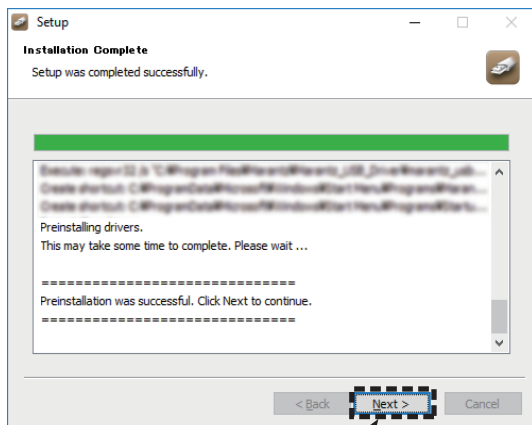 Setup
Installation Complete
Setup was completed successfully.
Preinstalling drivers.
This may take some time to complete. Please wait ...
==============================
Preinstallation was successful. Click Next to continue.
==============================
< Back
Next >
Cancel